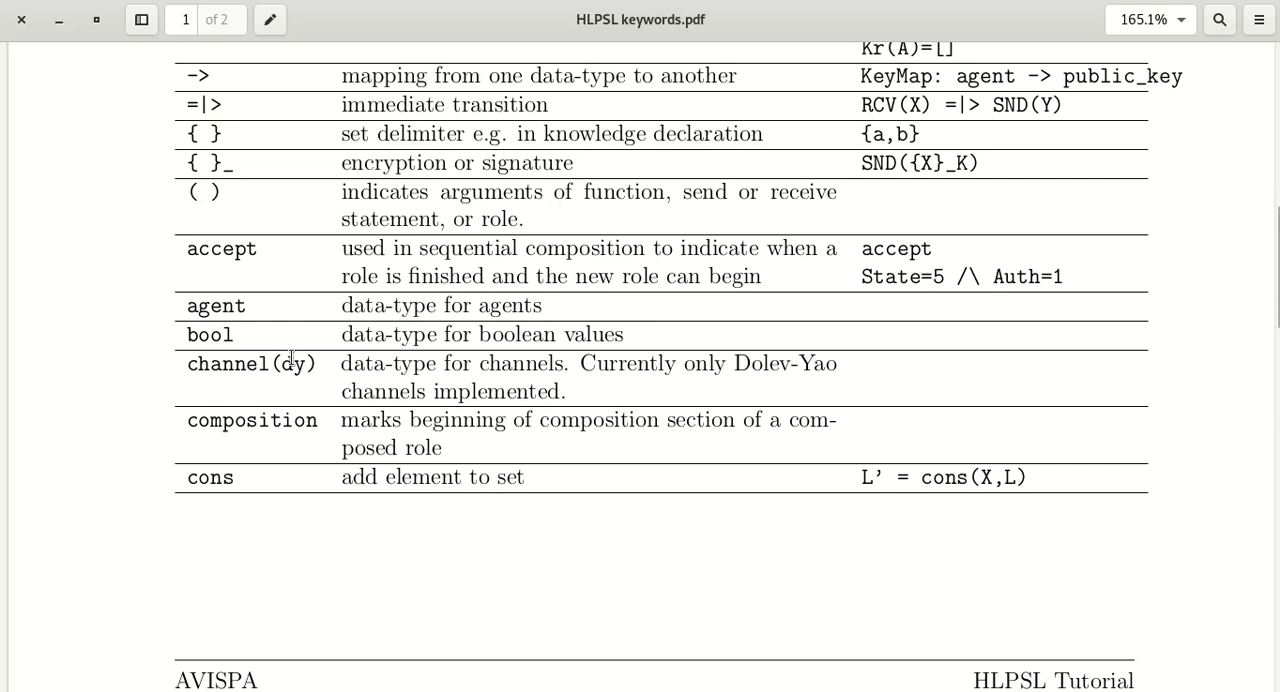 1 of 2
HLPSL keywords.pdf
165.1%
Kr(A)=[]
-> mapping from one data-type to another KeyMap: agent -> public_key
=|> immediate transition RCV(X) =|> SND(Y)
{ } set delimiter e.g. in knowledge declaration {a,b}
{ }_ encryption or signature SND({X}_K)
( ) indicates arguments of function, send or receive
statement, or role.
accept used in sequential composition to indicate when a accept
role is finished and the new role can begin State=5 /\ Auth=1
agent data-type for agents
bool data-type for boolean values
channel(dy) data-type for channels. Currently only Dolev-Yao
channels implemented.
composition marks beginning of composition section of a com-
posed role
cons add element to set L’ = cons(X,L)
AVISPA HLPSL Tutorial